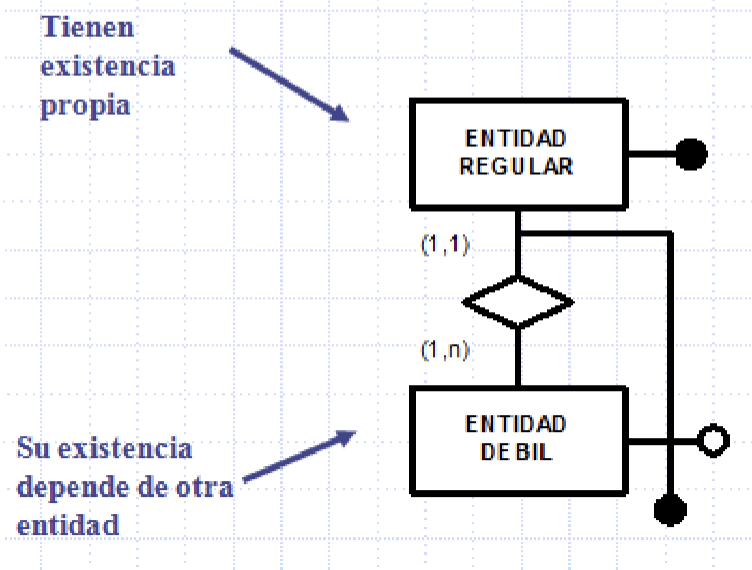 Tienen
existencia
propia
ENTIDAD
REGULAR
(1,1)
(1,n)
ENTIDAD
DEBIL
Su existencia
depende de otra
entidad